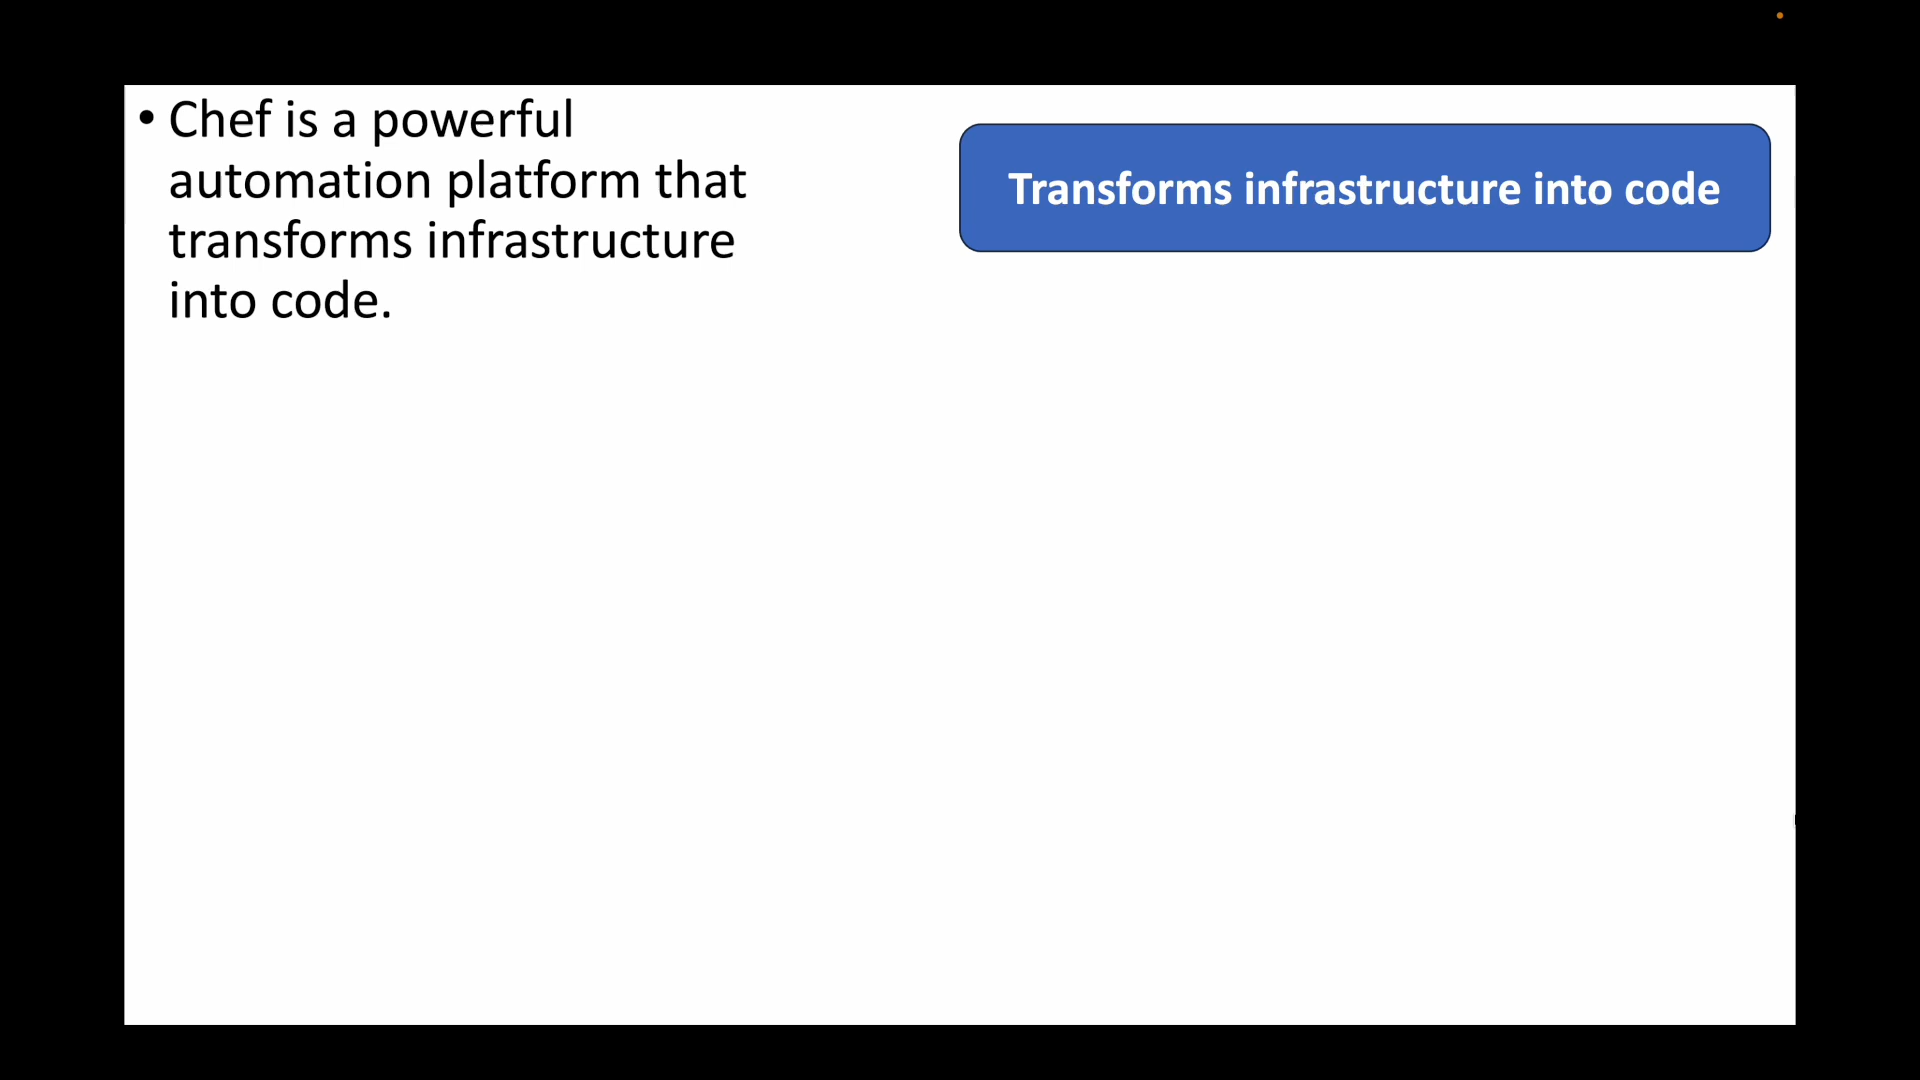 • Chef is a powerful
automation platform that
transforms infrastructure
into code.
Transforms infrastructure into code